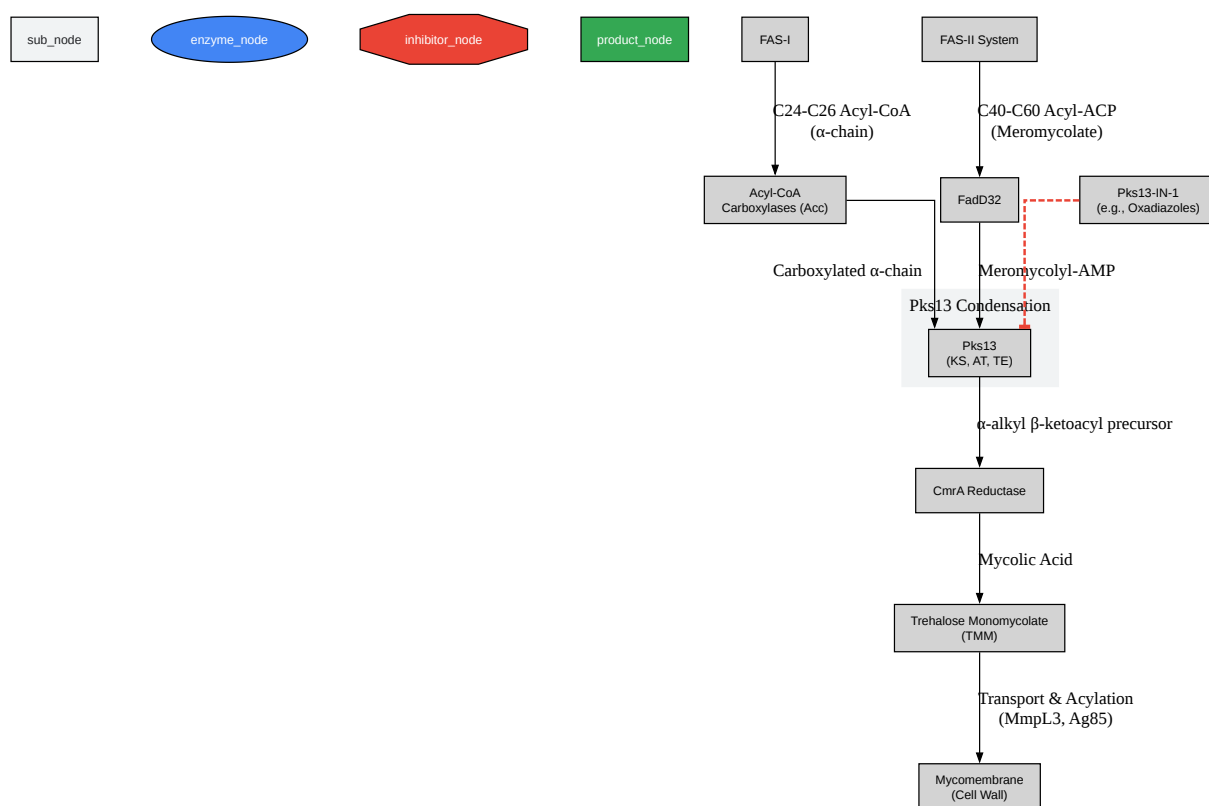 sub_node
enzyme_node
inhibitor_node
product_node
FAS-I
FAS-II System
C24-C26 Acyl-CoA
(α-chain)
C40-C60 Acyl-ACP
(Meromycolate)
Acyl-CoA
Carboxylases (Acc)
FadD32
Pks13-IN-1
(e.g., Oxadiazoles)
Carboxylated α-chain
Meromycolyl-AMP
Pks13 Condensation
Pks13
(KS, AT, TE)
α-alkyl β-ketoacyl precursor
CmrA Reductase
Mycolic Acid
Trehalose Monomycolate
(TMM)
Transport & Acylation
(MmpL3, Ag85)
Mycomembrane
(Cell Wall)